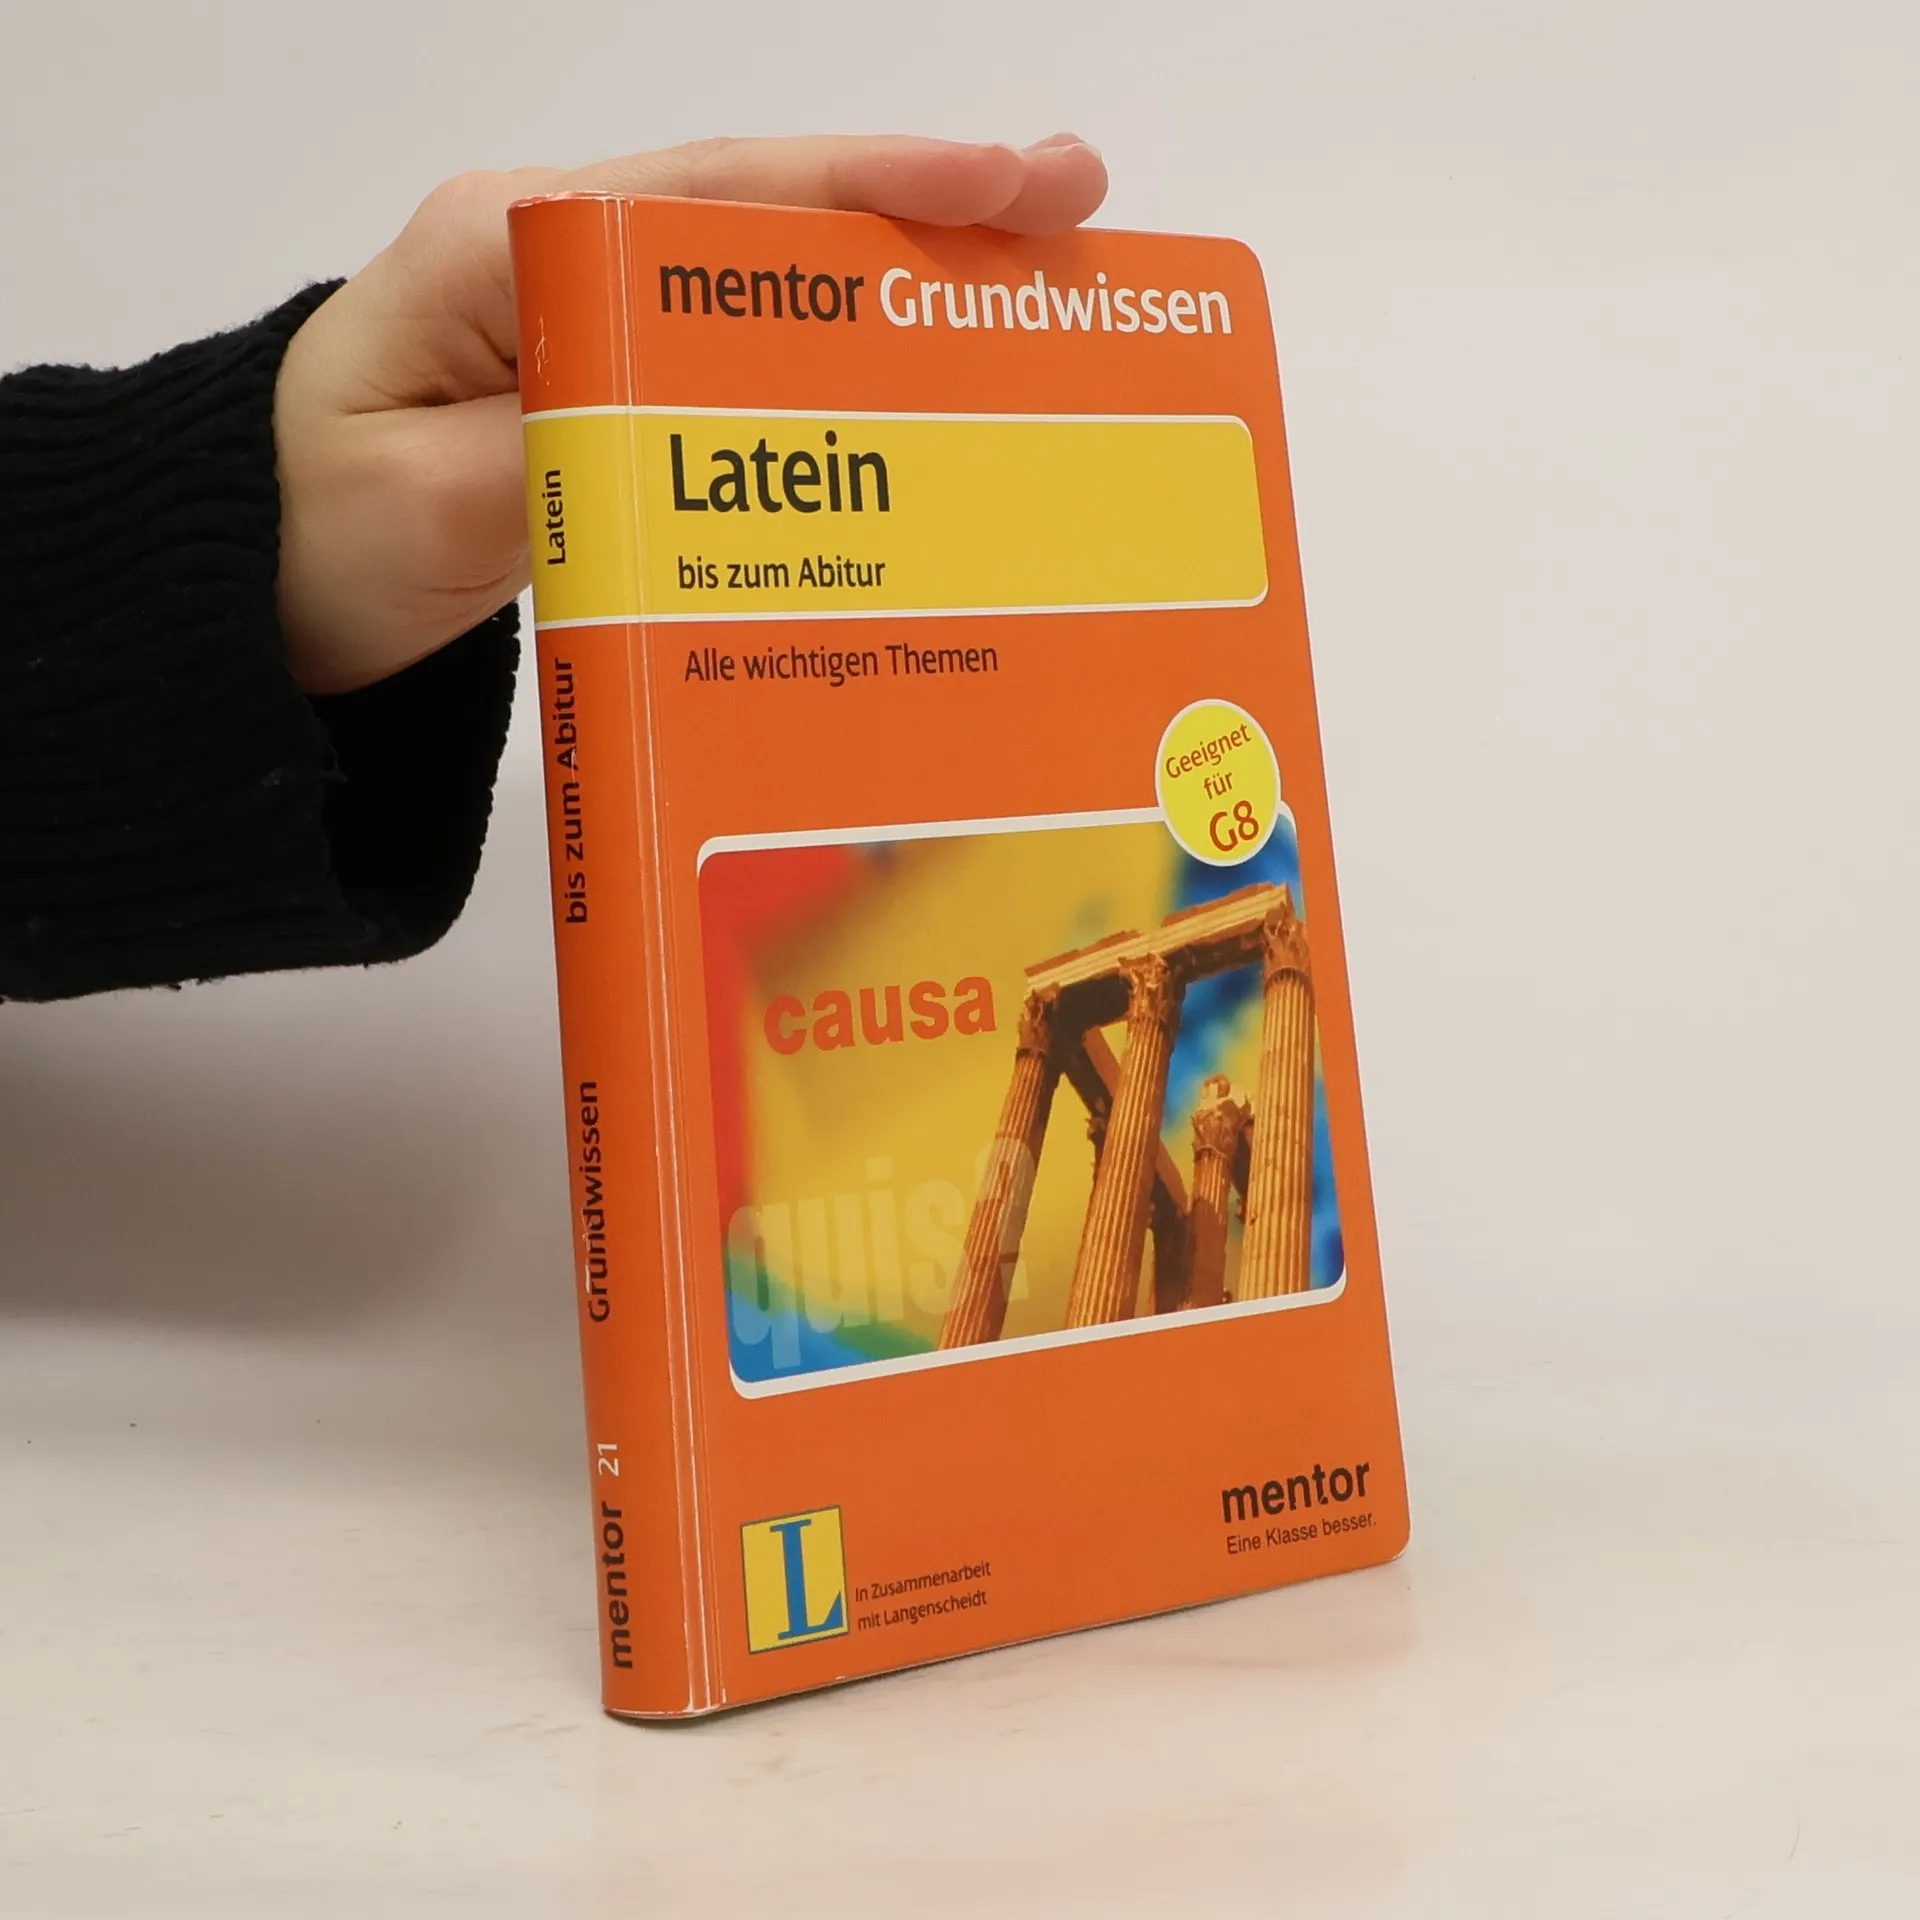 mentor Grundwissen
Latein
bis zum Abitur
Alle wichtigen Themen
Geeignet
für
G8
causa
quis?
mentor
Eine Klasse besser.
L
In Zusammenarbeit
mit Langenscheidt
mentor 21 Grundwissen bis zum Abitur Latein